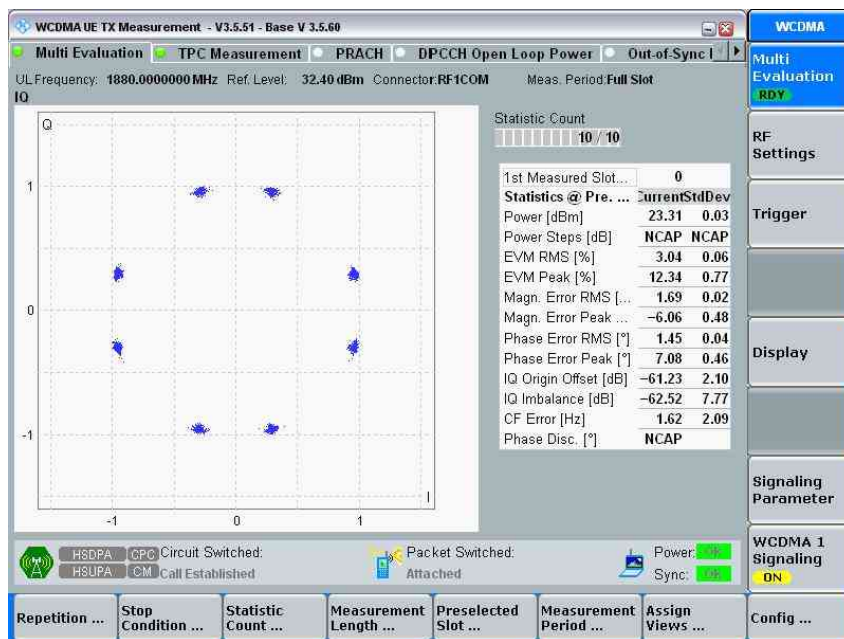 WCDMA UE TX Measurement - V3.5.51 - Base V 3.5.60
WCDMA
Multi Evaluation TPC Measurement PRACH DPCCH Open Loop Power Out-of-Sync
UL Frequency: 1880.0000000 MHz Ref. Level: 32.40 dBm Connector:RF1COM Meas. Period:Full Slot
IQ
Q
1
0
-1
I
-1 0 1
Statistic Count
10 / 10
1st Measured Slot... 0
Statistics @ Pre. ... Current StdDev
Power [dBm] 23.31 0.03
Power Steps [dB] NCAP NCAP
EVM RMS [%] 3.04 0.06
EVM Peak [%] 12.34 0.77
Magn. Error RMS [... 1.69 0.02
Magn. Error Peak ... −6.06 0.48
Phase Error RMS [°] 1.45 0.04
Phase Error Peak [°] 7.08 0.46
IQ Origin Offset [dB] −61.23 2.10
IQ Imbalance [dB] −62.52 7.77
CF Error [Hz] 1.62 2.09
Phase Disc. [°] NCAP
Multi
Evaluation
RDY
RF
Settings
Trigger
Display
Signaling
Parameter
WCDMA 1
Signaling
ON
HSDPA CPC Circuit Switched: Packet Switched: Power: OK
HSUPA CM Call Established Attached Sync: OK
Repetition ...
Stop
Condition ...
Statistic
Count ...
Measurement
Length ...
Preselected
Slot ...
Measurement
Period ...
Assign
Views ...
Config ...